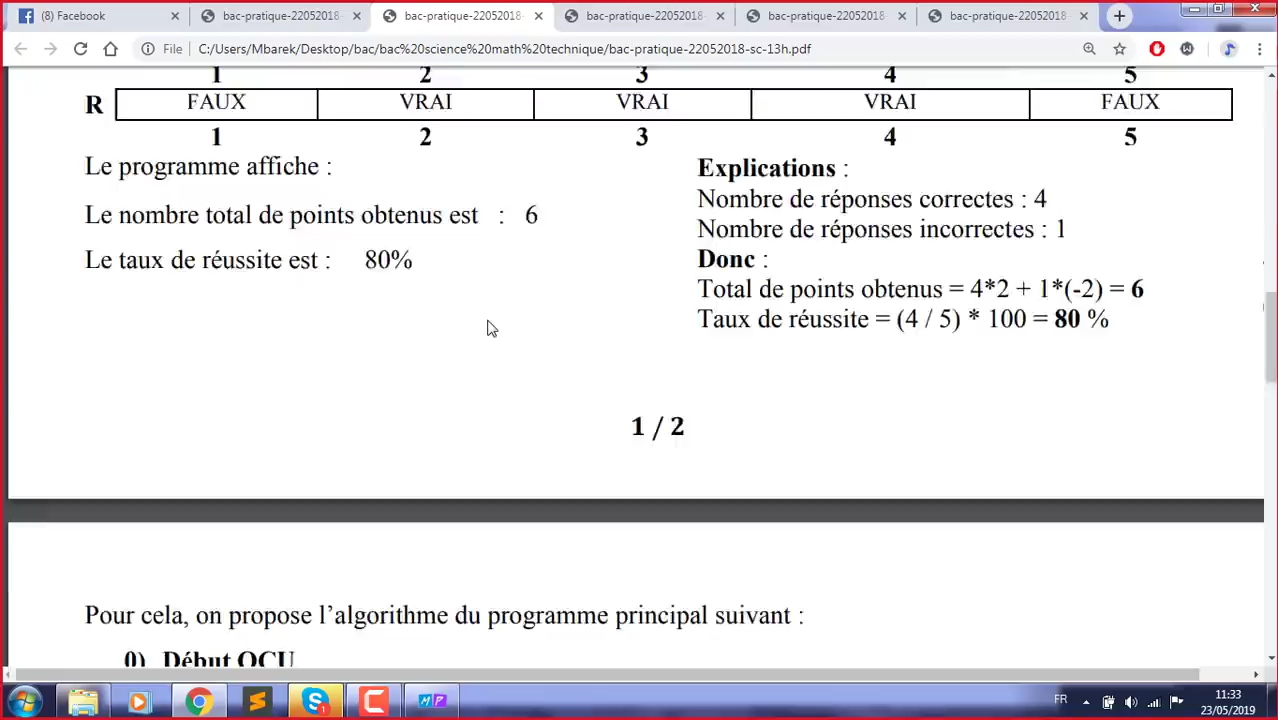 (8) Facebook
bac-pratique-22052018-
bac-pratique-22052018-
bac-pratique-22052018-
bac-pratique-22052018-
bac-pratique-22052018-
File
C:/Users/Mbarek/Desktop/bac/bac%20science%20math%20technique/bac-pratique-22052018-sc-13h.pdf
1 2 3 4 5
R FAUX VRAI VRAI VRAI FAUX
1 2 3 4 5
Le programme affiche :
Le nombre total de points obtenus est : 6
Le taux de réussite est : 80%
Explications :
Nombre de réponses correctes : 4
Nombre de réponses incorrectes : 1
Donc :
Total de points obtenus = 4*2 + 1*(-2) = 6
Taux de réussite = (4 / 5) * 100 = 80 %
1 / 2
Pour cela, on propose l’algorithme du programme principal suivant :
0) Début QCU
FR
11:33
23/05/2019